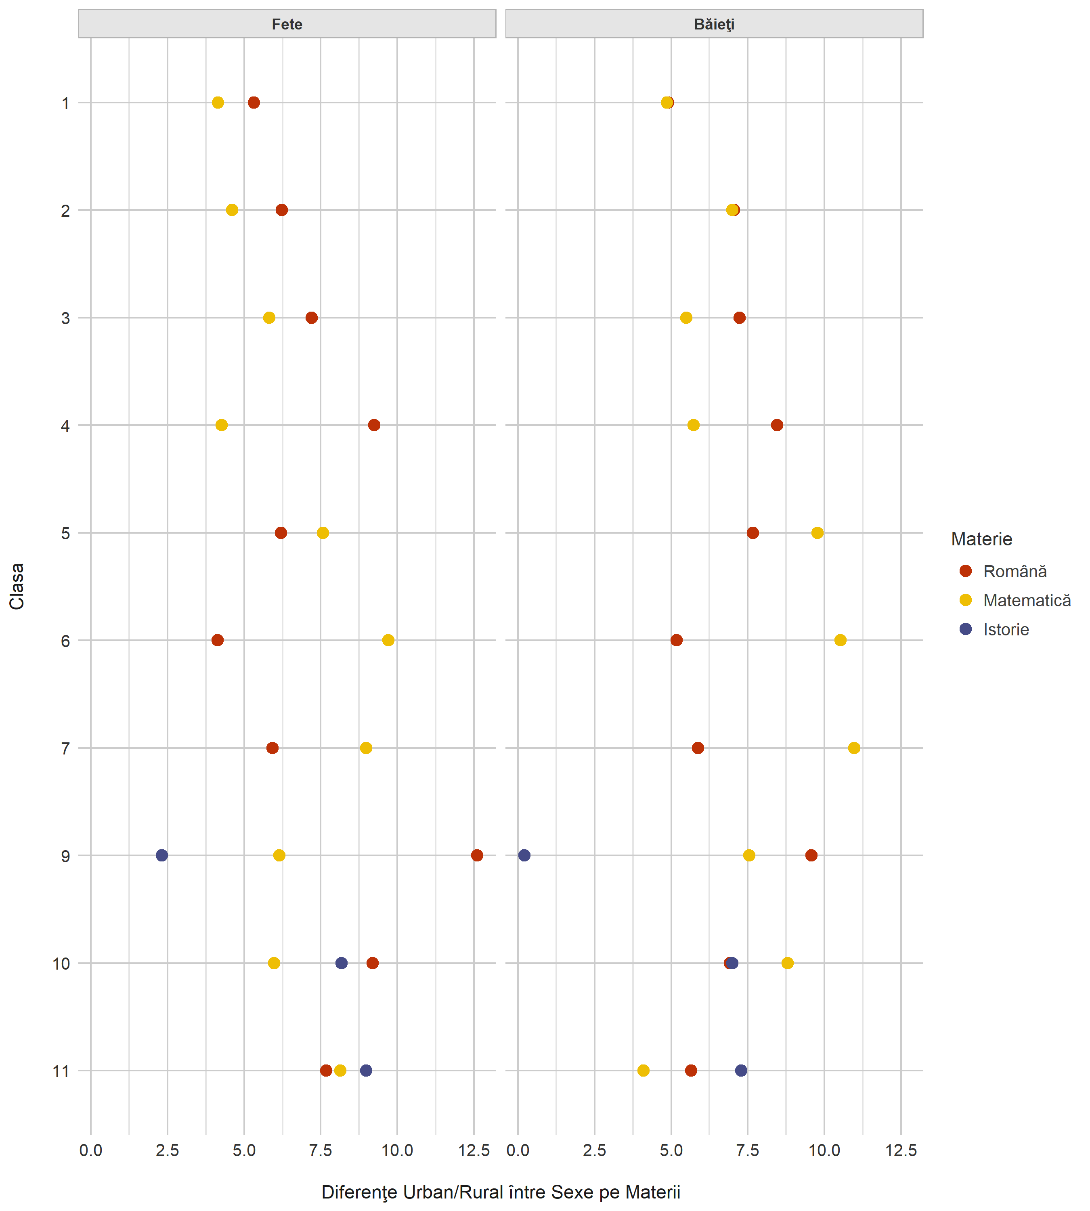 Fete
Băieţi
1
2
3
4
5
6
7
9
10
11
Clasa
0.0 2.5 5.0 7.5 10.0 12.5
0.0 2.5 5.0 7.5 10.0 12.5
Diferenţe Urban/Rural între Sexe pe Materii
Materie
Română
Matematică
Istorie